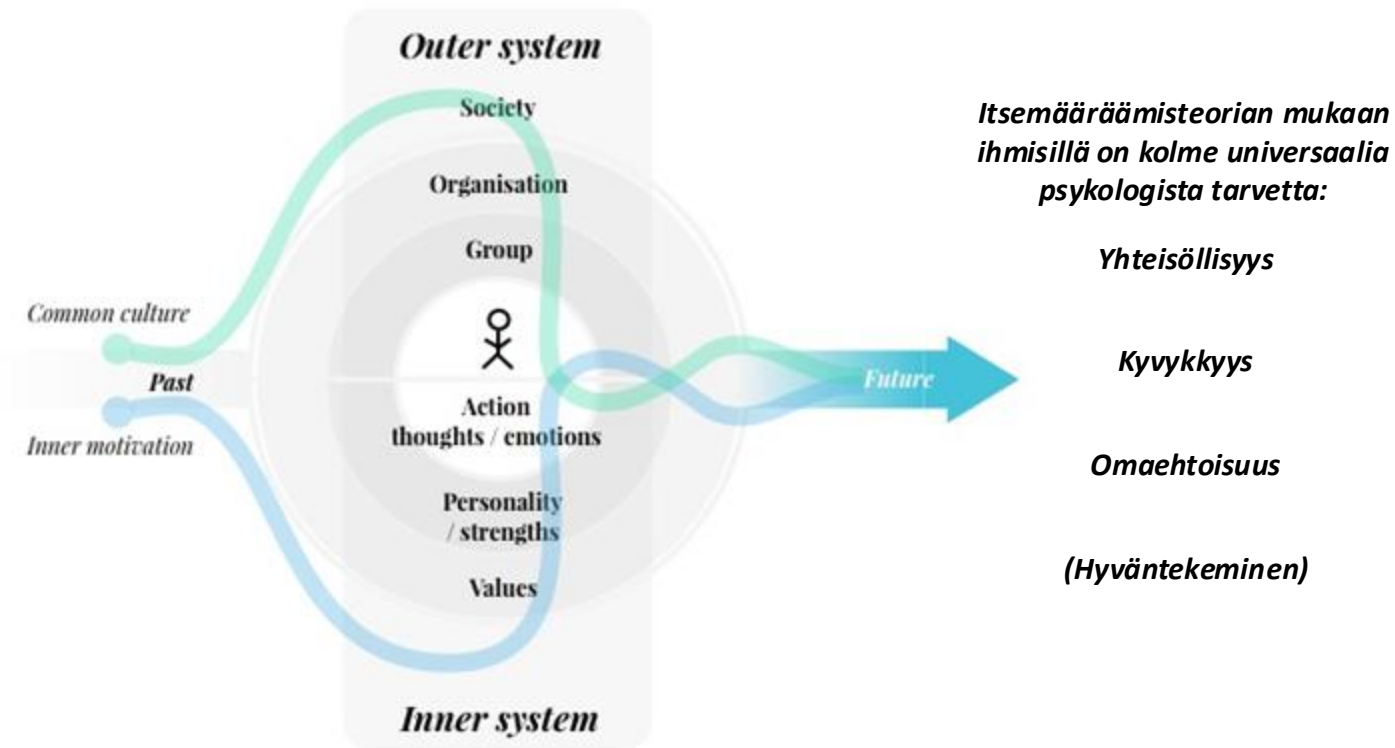 Outer system
Society
Organisation
Group
Common culture
Past
Inner motivation
Action
thoughts / emotions
Personality
/ strengths
Values
Inner system
Future
Itsemääräämisteorian mukaan
ihmisillä on kolme universaalia
psykologista tarvetta:
Yhteisöllisyys
Kyvykkyys
Omaehtoisuus
(Hyväntekeminen)